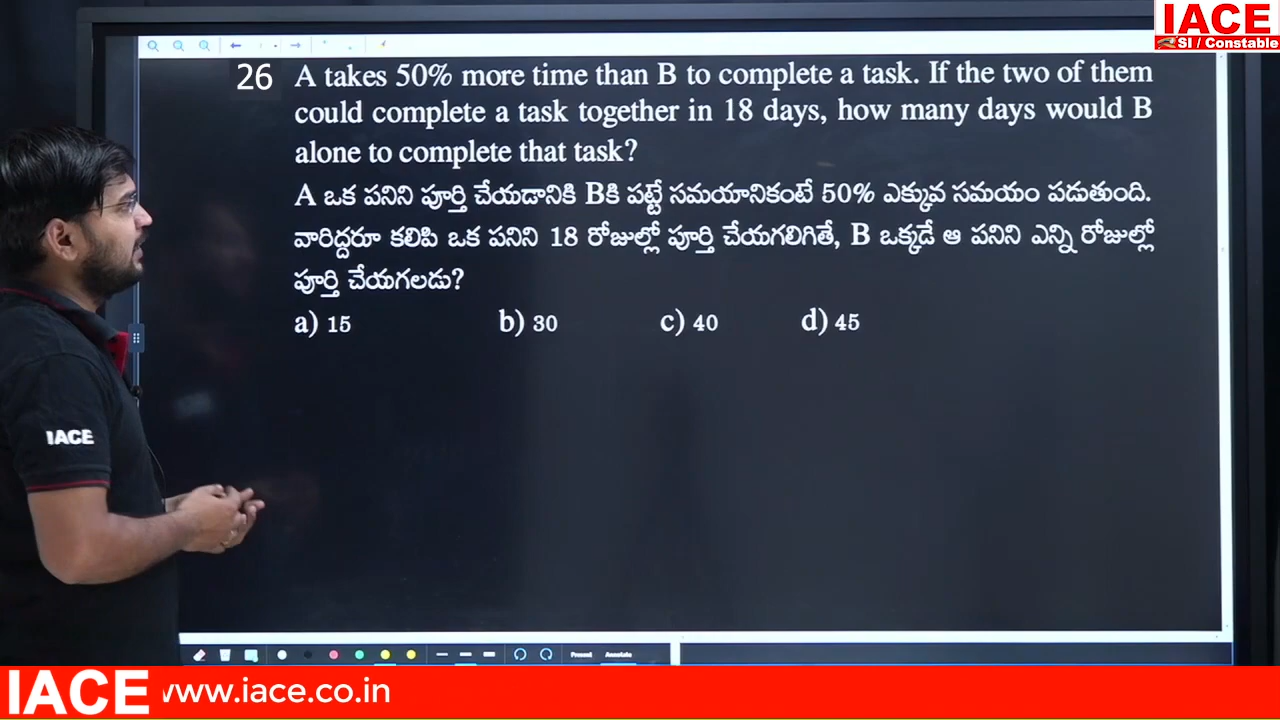 IACE
SI / Constable
26 A takes 50% more time than B to complete a task. If the two of them
could complete a task together in 18 days, how many days would B
alone to complete that task?
A ఒక పనిని పూర్తి చేయడానికి Bకి పట్టే సమయానికంటే 50% ఎక్కువ సమయం పడుతుంది.
వారిద్దరూ కలిపి ఒక పనిని 18 రోజుల్లో పూర్తి చేయగలిగితే, B ఒక్కడే ఆ పనిని ఎన్ని రోజుల్లో
పూర్తి చేయగలడు?
a) 15 b) 30 c) 40 d) 45
IACE
Present Annotate
IACE www.iace.co.in